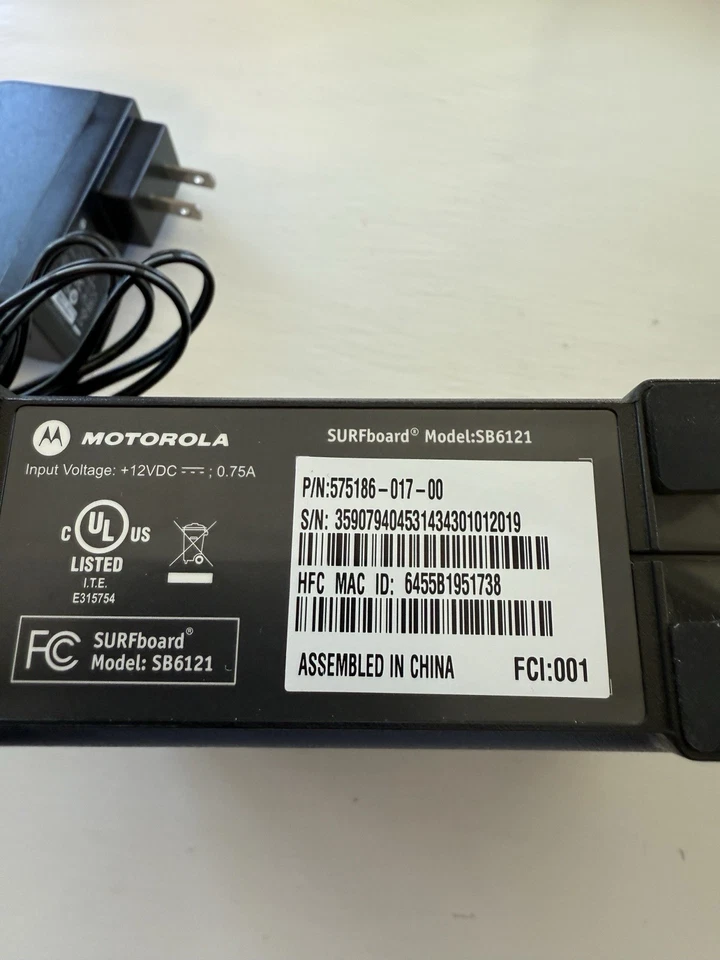 MOTOROLA
SURFboard® Model:SB6121
Input Voltage: +12VDC ⎓; 0.75A
P/N:575186-017-00
S/N: 359079404531434301012019
C UL US
LISTED
I.T.E.
E315754
HFC MAC ID: 6455B1951738
FC SURFboard®
Model: SB6121
ASSEMBLED IN CHINA FCI:001